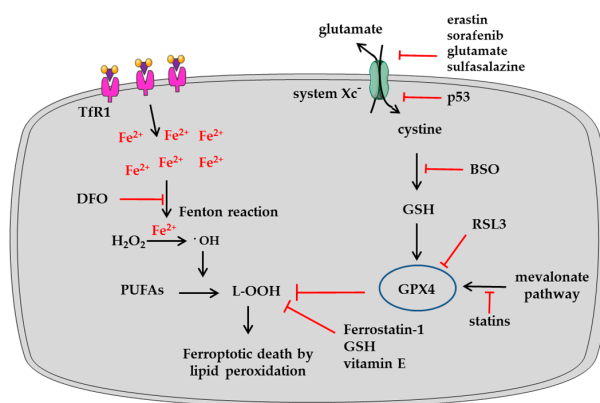 glutamate
erastin
sorafenib
glutamate
sulfasalazine
TfR1
system Xc⁻
p53
cystine
Fe²⁺ Fe²⁺ Fe²⁺
Fe²⁺ Fe²⁺ Fe²⁺
BSO
DFO
Fenton reaction
GSH
Fe²⁺
H₂O₂
·OH
RSL3
PUFAs
L-OOH
GPX4
mevalonate
pathway
statins
Ferrostatin-1
GSH
vitamin E
Ferroptotic death by
lipid peroxidation